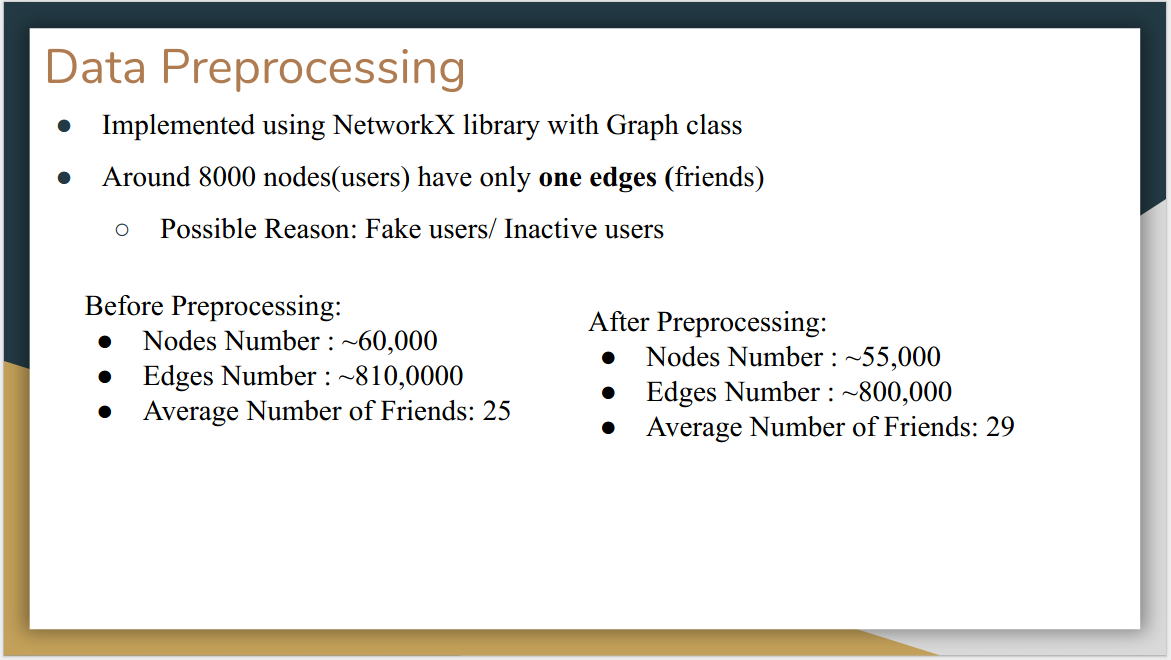 Data Preprocessing
● Implemented using NetworkX library with Graph class
● Around 8000 nodes(users) have only one edges (friends)
○ Possible Reason: Fake users/ Inactive users
Before Preprocessing:
● Nodes Number : ~60,000
● Edges Number : ~810,0000
● Average Number of Friends: 25
After Preprocessing:
● Nodes Number : ~55,000
● Edges Number : ~800,000
● Average Number of Friends: 29